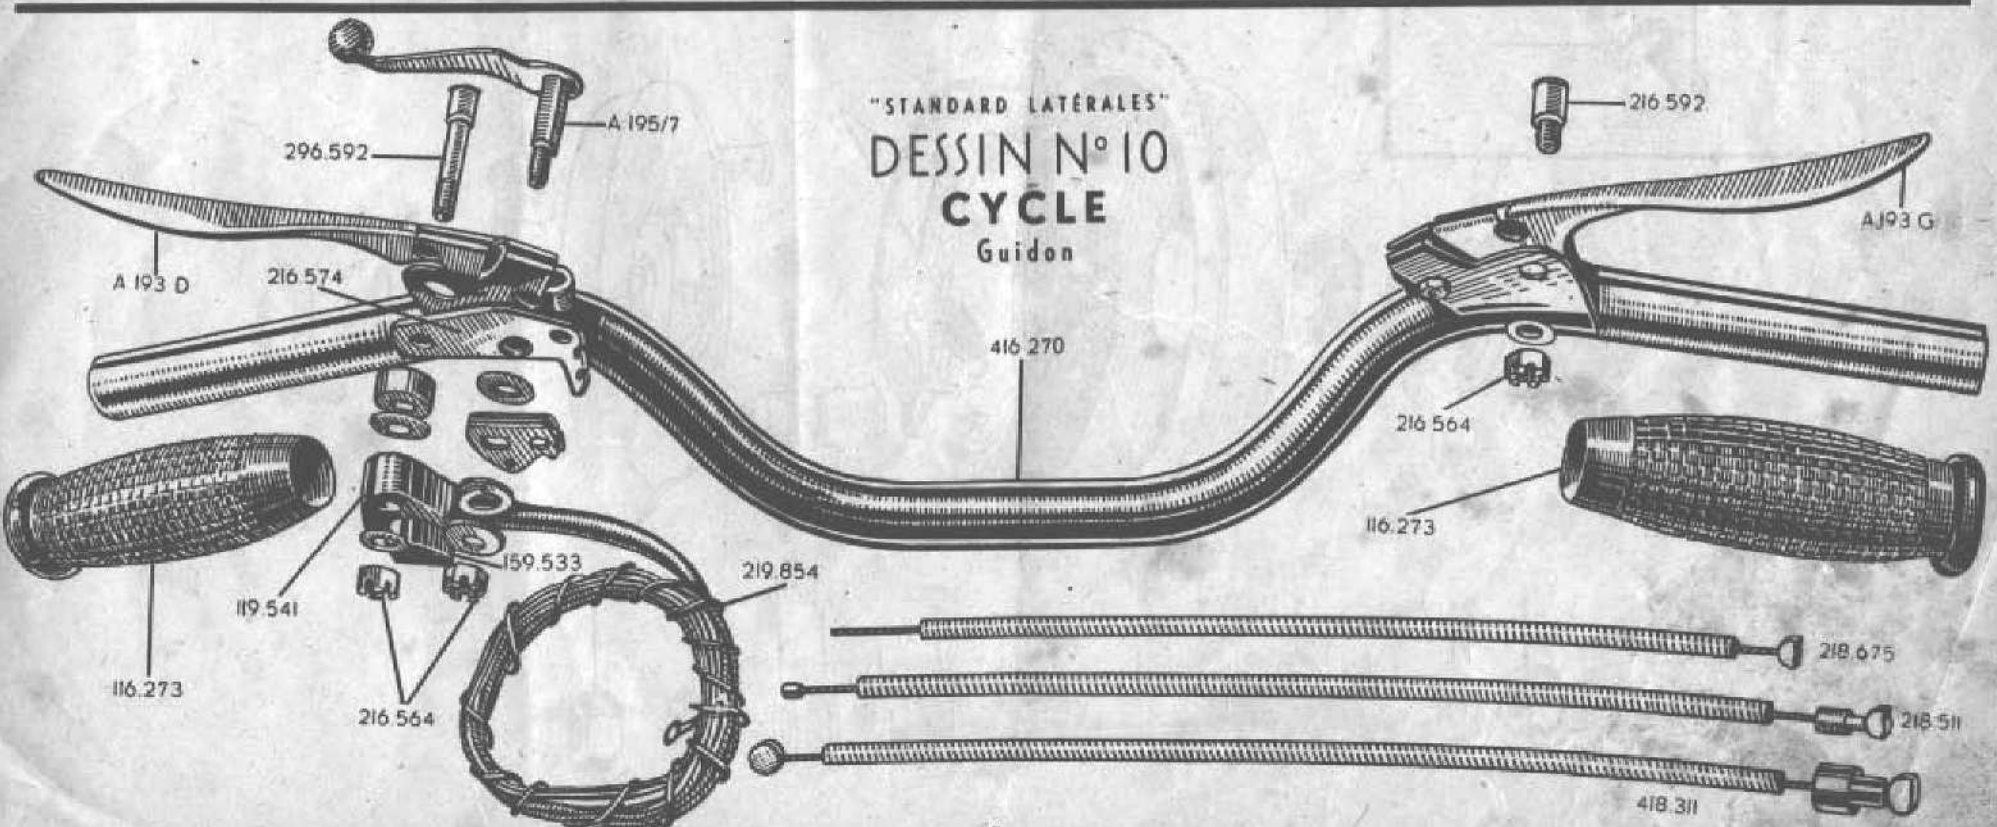 "STANDARD LATÉRALES"
DESSIN Nº 10
CYCLE
Guidon
A 195/7
296.592
216 592
A 193 D
216.574
AJ93 G
416 270
216 564
116.273
159.533
219.854
119.541
116.273
216.564
218.675
218.511
418.311